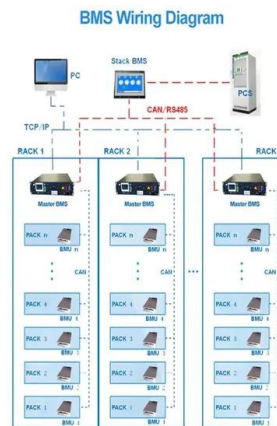 BMS Wiring Diagram
PC
Stack BMS
PCS
CAN/RS485
TCP/IP
RACK 1
RACK 2
RACK
Master BMS
Master BMS
Master BMS
PACK n
BMU n
PACK n
BMU n
PACK n
BMU n
CAN
CAN
CAN
PACK 4
BMU 4
PACK 4
BMU 4
PACK 4
BMU 4
PACK 3
BMU 3
PACK 3
BMU 3
PACK 3
BMU 3
PACK 2
BMU 2
PACK 2
BMU 2
PACK 2
BMU 2
PACK 1
BMU 1
PACK 1
BMU 1
PACK 1
BMU 1